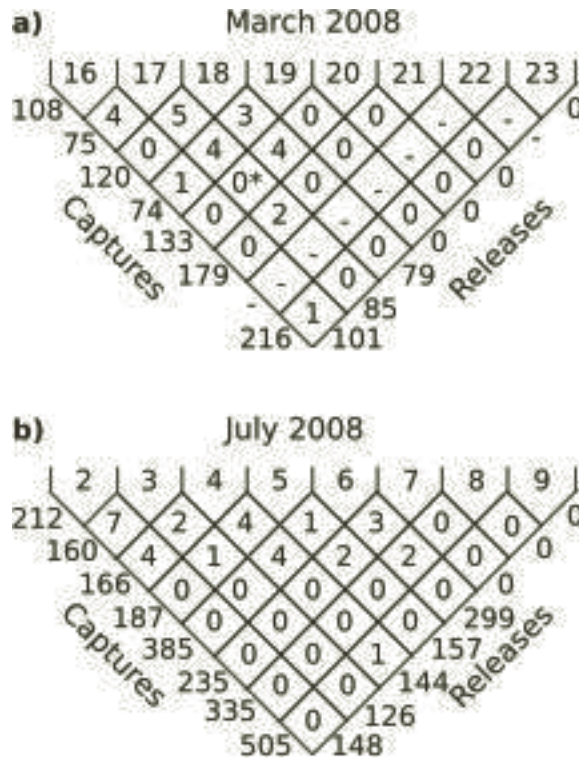 a) March 2008
16 17 18 19 20 21 22 23
108 4 5 3 0 0 - - 0
75 0 4 4 0 - 0 -
120 1 0* 0 - 0 0
74 0 2 - 0 0
133 0 - 0 0
179 - 0 79
- 1 85
216 101
Captures
Releases
b) July 2008
2 3 4 5 6 7 8 9
212 7 2 4 1 3 0 0 0
160 4 1 4 2 2 0 0
166 0 0 0 0 0 0
187 0 0 0 0 299
385 0 0 1 157
235 0 0 144
335 0 126
505 148
Captures
Releases